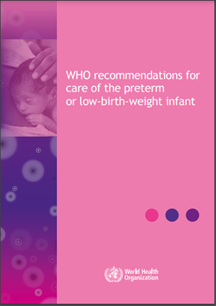 WHO recommendations for
care of the preterm
or low-birth-weight infant
World Health
Organization